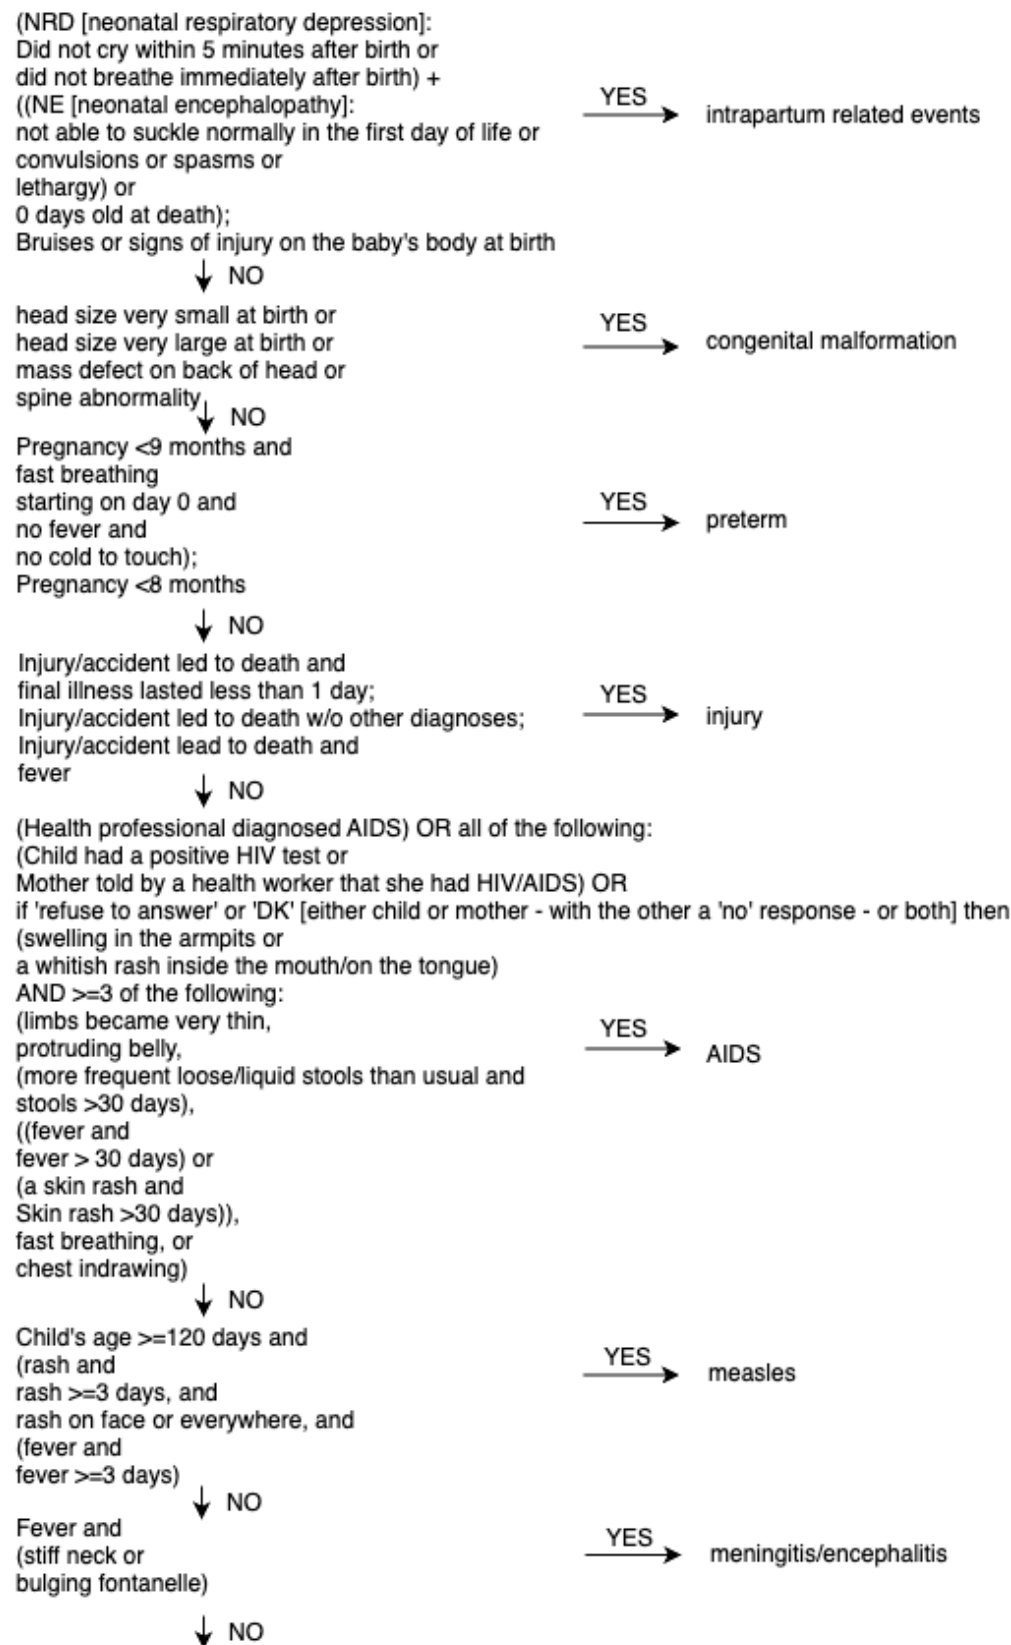 (NRD [neonatal respiratory depression]:
Did not cry within 5 minutes after birth or
did not breathe immediately after birth) +
((NE [neonatal encephalopathy]:
not able to suckle normally in the first day of life or
convulsions or spasms or
lethargy) or
0 days old at death);
Bruises or signs of injury on the baby's body at birth
YES
intrapartum related events
NO
head size very small at birth or
head size very large at birth or
mass defect on back of head or
spine abnormality
YES
congenital malformation
NO
Pregnancy <9 months and
fast breathing
starting on day 0 and
no fever and
no cold to touch);
Pregnancy <8 months
YES
preterm
NO
Injury/accident led to death and
final illness lasted less than 1 day;
Injury/accident led to death w/o other diagnoses;
Injury/accident lead to death and
fever
YES
injury
NO
(Health professional diagnosed AIDS) OR all of the following:
(Child had a positive HIV test or
Mother told by a health worker that she had HIV/AIDS) OR
if 'refuse to answer' or 'DK' [either child or mother - with the other a 'no' response - or both] then
(swelling in the armpits or
a whitish rash inside the mouth/on the tongue)
AND >=3 of the following:
(limbs became very thin,
protruding belly,
(more frequent loose/liquid stools than usual and
stools >30 days),
((fever and
fever > 30 days) or
(a skin rash and
Skin rash >30 days)),
fast breathing, or
chest indrawing)
YES
AIDS
NO
Child's age >=120 days and
(rash and
rash >=3 days, and
rash on face or everywhere, and
(fever and
fever >=3 days)
YES
measles
NO
Fever and
(stiff neck or
bulging fontanelle)
YES
meningitis/encephalitis
NO